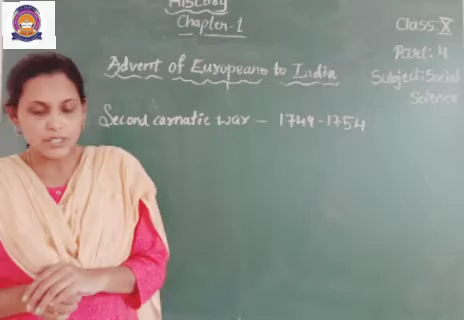 History
Chapter-1
Class: X
Part: 4
Subject: Social
Science
Advent of Europeans to India
Second carnatic war - 1749-1754